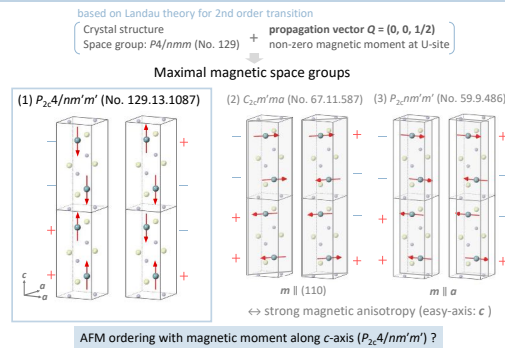 based on Landau theory for 2nd order transition
Crystal structure
Space group: P4/nmm (No. 129)
+
propagation vector Q = (0, 0, 1/2)
non-zero magnetic moment at U-site
Maximal magnetic space groups
(1) P2c4/nm'm' (No. 129.13.1087)
(2) C2cm'ma (No. 67.11.587)
(3) P2cnm'm' (No. 59.9.486)
− + − + − +
− − − + − +
+ − + − + −
+ + + − + −
c
a
a
m ∥ (110)
m ∥ a
↔ strong magnetic anisotropy (easy-axis: c )
AFM ordering with magnetic moment along c-axis (P2c4/nm'm') ?